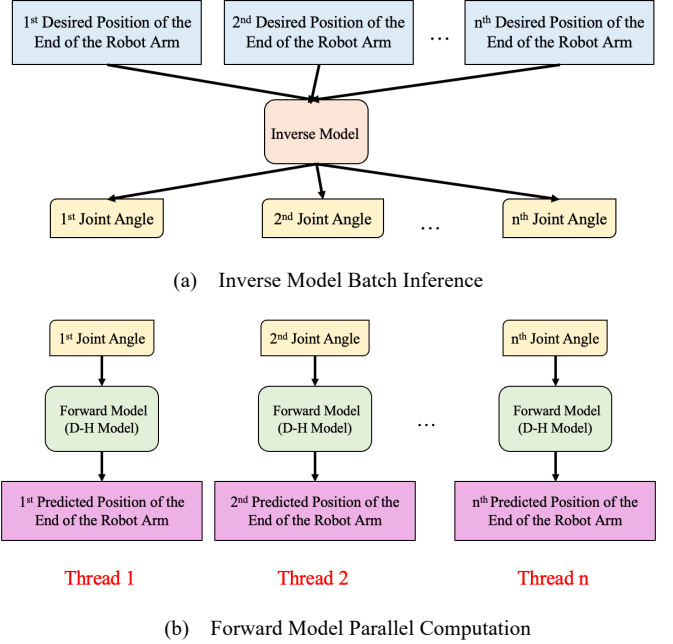 1st Desired Position of the
End of the Robot Arm
2nd Desired Position of the
End of the Robot Arm
...
nth Desired Position of the
End of the Robot Arm
Inverse Model
1st Joint Angle
2nd Joint Angle
...
nth Joint Angle
(a) Inverse Model Batch Inference
1st Joint Angle
2nd Joint Angle
nth Joint Angle
Forward Model
(D-H Model)
Forward Model
(D-H Model)
...
Forward Model
(D-H Model)
1st Predicted Position of the
End of the Robot Arm
2nd Predicted Position of the
End of the Robot Arm
nth Predicted Position of the
End of the Robot Arm
Thread 1
Thread 2
Thread n
(b) Forward Model Parallel Computation